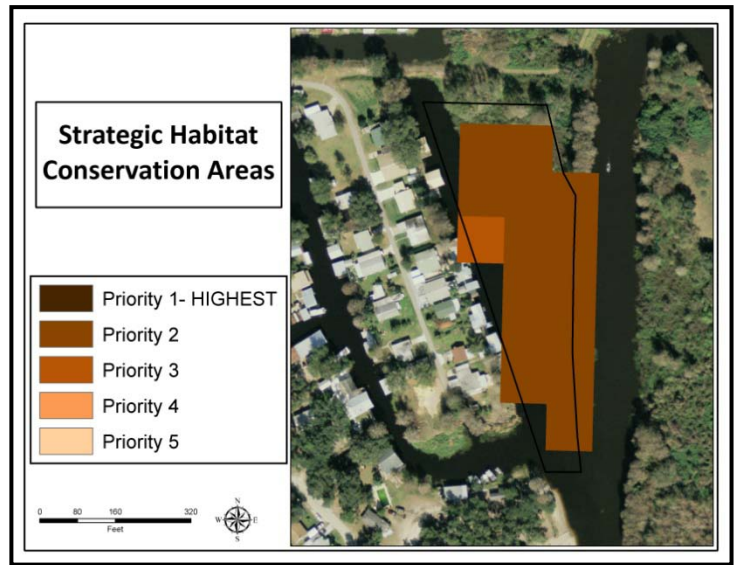 Strategic Habitat
Conservation Areas
Priority 1- HIGHEST
Priority 2
Priority 3
Priority 4
Priority 5
0 80 160 320
Feet
N
W E
S